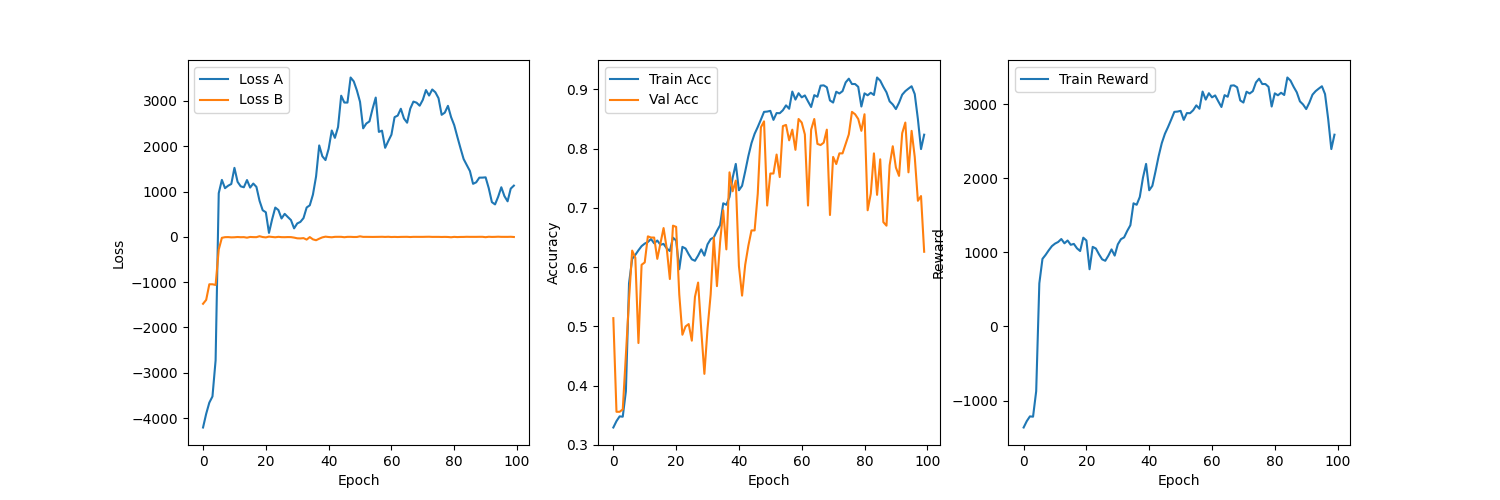 Loss A
Loss B
3000
2000
1000
0
−1000
−2000
−3000
−4000
Loss
0 20 40 60 80 100
Epoch
Train Acc
Val Acc
0.9
0.8
0.7
0.6
0.5
0.4
0.3
Accuracy
0 20 40 60 80 100
Epoch
Train Reward
3000
2000
1000
0
−1000
Reward
0 20 40 60 80 100
Epoch